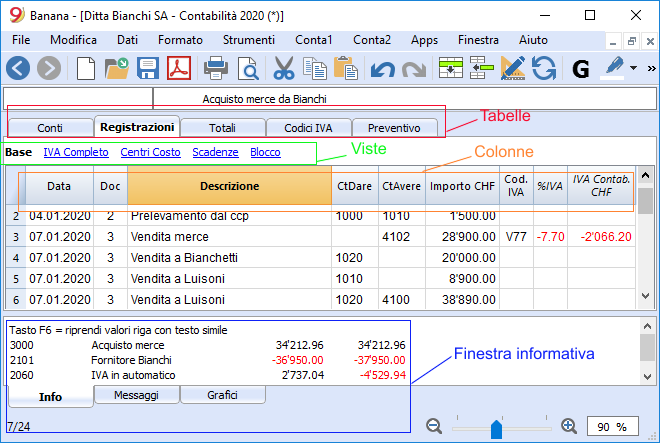 Banana - [Ditta Bianchi SA - Contabilità 2020 (*)]
File Modifica Dati Formato Strumenti Conta1 Conta2 Apps Finestra Aiuto
G
Acquisto merce da Bianchi
Tabelle
Conti Registrazioni Totali Codici IVA Preventivo
Viste
Base IVA Completo Centri Costo Scadenze Blocco
Colonne
Data Doc Descrizione CtDare CtAvere Importo CHF Cod. IVA %IVA IVA Contab. CHF
2 04.01.2020 2 Prelevamento dal ccp 1000 1010 1'500.00
3 07.01.2020 3 Vendita merce 4102 28'900.00 V77 -7.70 -2'066.20
4 07.01.2020 3 Vendita a Bianchetti 1020 20'000.00
5 07.01.2020 3 Vendita a Luisoni 1010 8'900.00
6 07.01.2020 3 Vendita a Luisoni 1020 4100 38'890.00
Tasto F6 = riprendi valori riga con testo simile
3000 Acquisto merce 34'212.96 34'212.96
2101 Fornitore Bianchi -36'950.00 -37'950.00
2060 IVA in automatico 2'737.04 -4'529.94
Finestra informativa
Info Messaggi Grafici
7/24
90 %